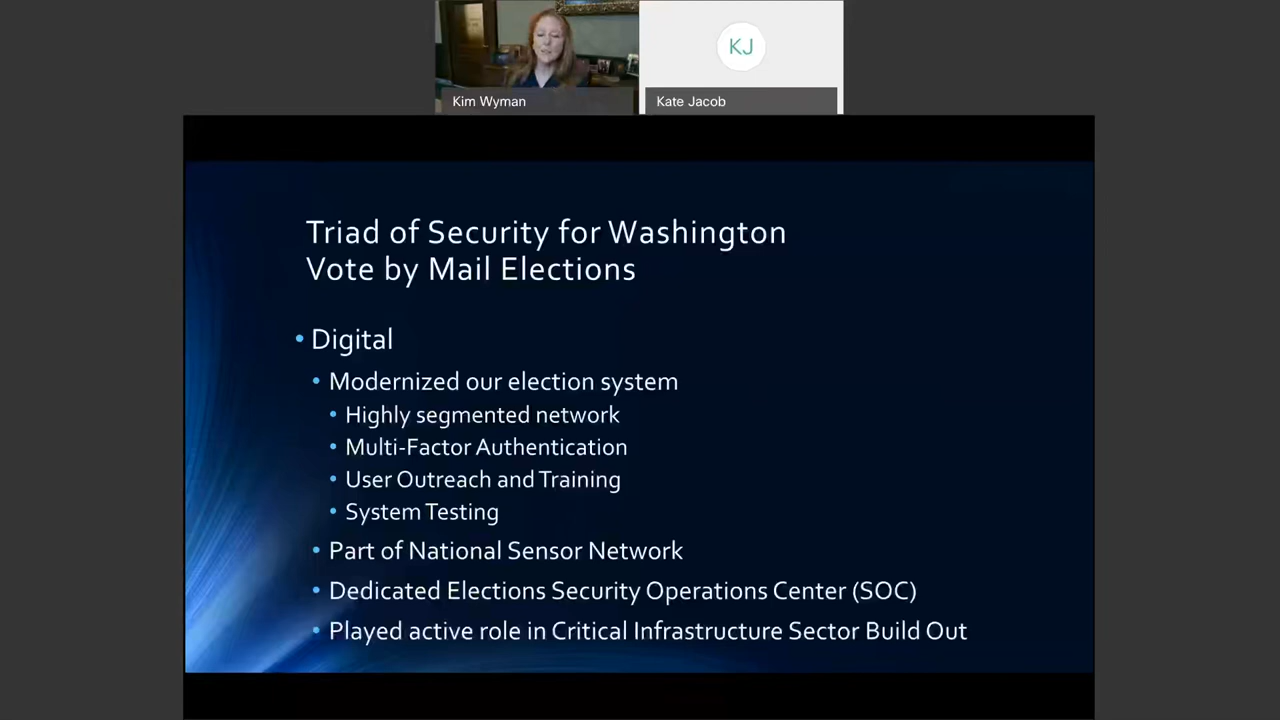 KJ
Kim Wyman
Kate Jacob
Triad of Security for Washington
Vote by Mail Elections
• Digital
• Modernized our election system
• Highly segmented network
• Multi-Factor Authentication
• User Outreach and Training
• System Testing
• Part of National Sensor Network
• Dedicated Elections Security Operations Center (SOC)
• Played active role in Critical Infrastructure Sector Build Out